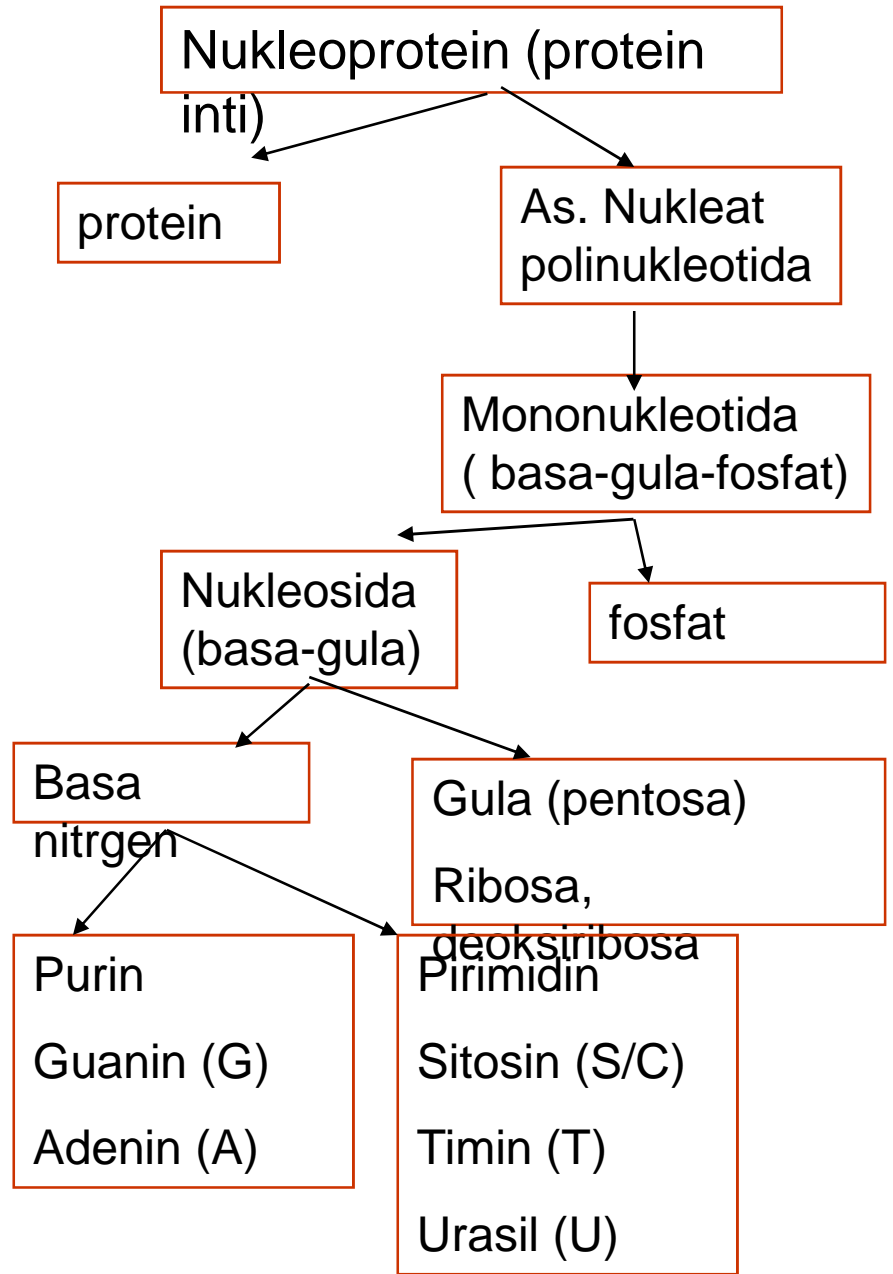 Nukleoprotein (protein
inti)
protein
As. Nukleat
polinukleotida
Mononukleotida
( basa-gula-fosfat)
Nukleosida
(basa-gula)
fosfat
Basa
nitrgen
Gula (pentosa)
Ribosa,
deoksiribosa
Purin
Guanin (G)
Adenin (A)
Pirimidin
Sitosin (S/C)
Timin (T)
Urasil (U)